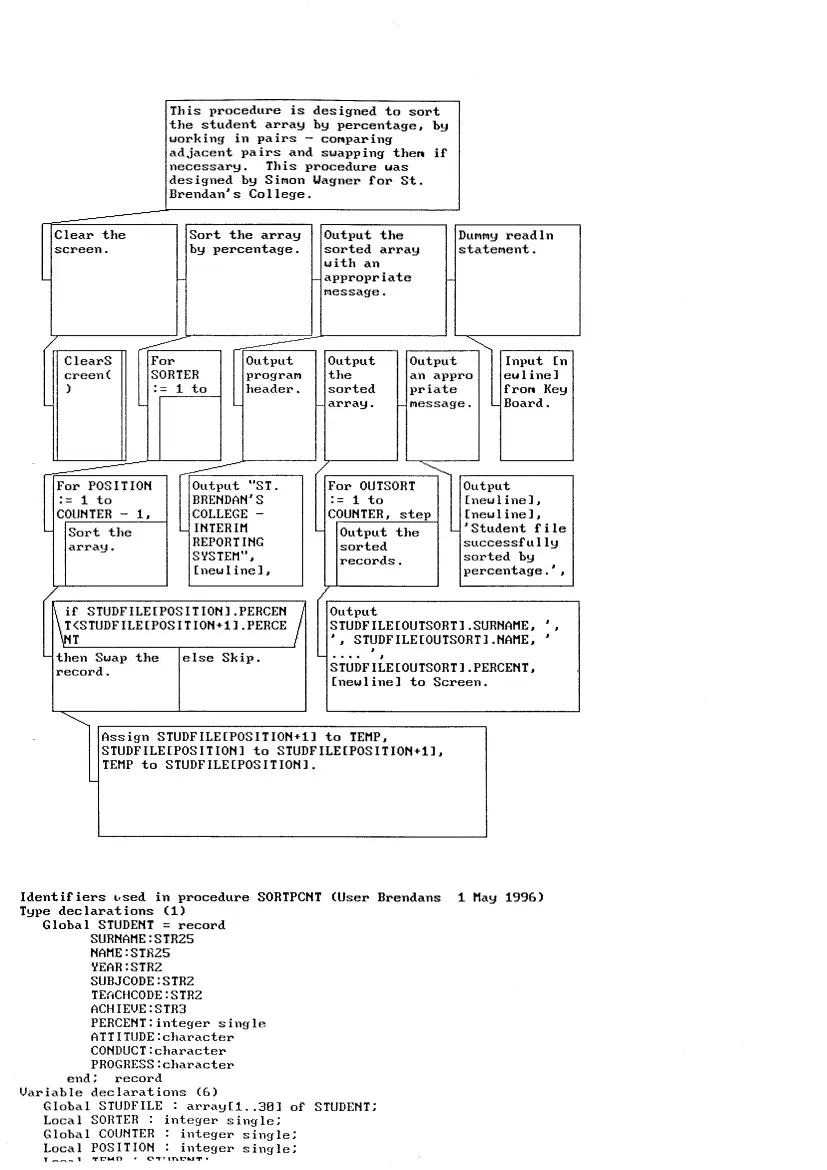 This procedure is designed to sort
the student array by percentage, by
working in pairs - comparing
adjacent pairs and swapping them if
necessary. This procedure was
designed by Simon Wagner for St.
Brendan's College.
Clear the
screen.
Sort the array
by percentage.
Output the
sorted array
with an
appropriate
message.
Dummy readln
statement.
ClearS
creen(
)
For
SORTER
:= 1 to
Output
program
header.
Output
the
sorted
array.
Output
an appro
priate
message.
Input [n
ewline]
from Key
Board.
For POSITION
:= 1 to
COUNTER - 1,
Sort the
array.
Output "ST.
BRENDAN'S
COLLEGE -
INTERIM
REPORTING
SYSTEM",
[newline],
For OUTSORT
:= 1 to
COUNTER, step
Output the
sorted
records.
Output
[newline],
[newline],
'Student file
successfully
sorted by
percentage.',
if STUDFILE[POSITION].PERCEN
T<STUDFILE[POSITION+1].PERCE
NT
then Swap the
record.
else Skip.
Output
STUDFILE[OUTSORT].SURNAME, ',
', STUDFILE[OUTSORT].NAME, '
.... ',
STUDFILE[OUTSORT].PERCENT,
[newline] to Screen.
Assign STUDFILE[POSITION+1] to TEMP,
STUDFILE[POSITION] to STUDFILE[POSITION+1],
TEMP to STUDFILE[POSITION].
Identifiers used in procedure SORTPCNT (User Brendans 1 May 1996)
Type declarations (1)
Global STUDENT = record
SURNAME:STR25
NAME:STR25
YEAR:STR2
SUBJCODE:STR2
TEACHCODE:STR2
ACHIEVE:STR3
PERCENT:integer single
ATTITUDE:character
CONDUCT:character
PROGRESS:character
end; record
Variable declarations (6)
Global STUDFILE : array[1..30] of STUDENT;
Local SORTER : integer single;
Global COUNTER : integer single;
Local POSITION : integer single;
Local TEMP : STUDENT;